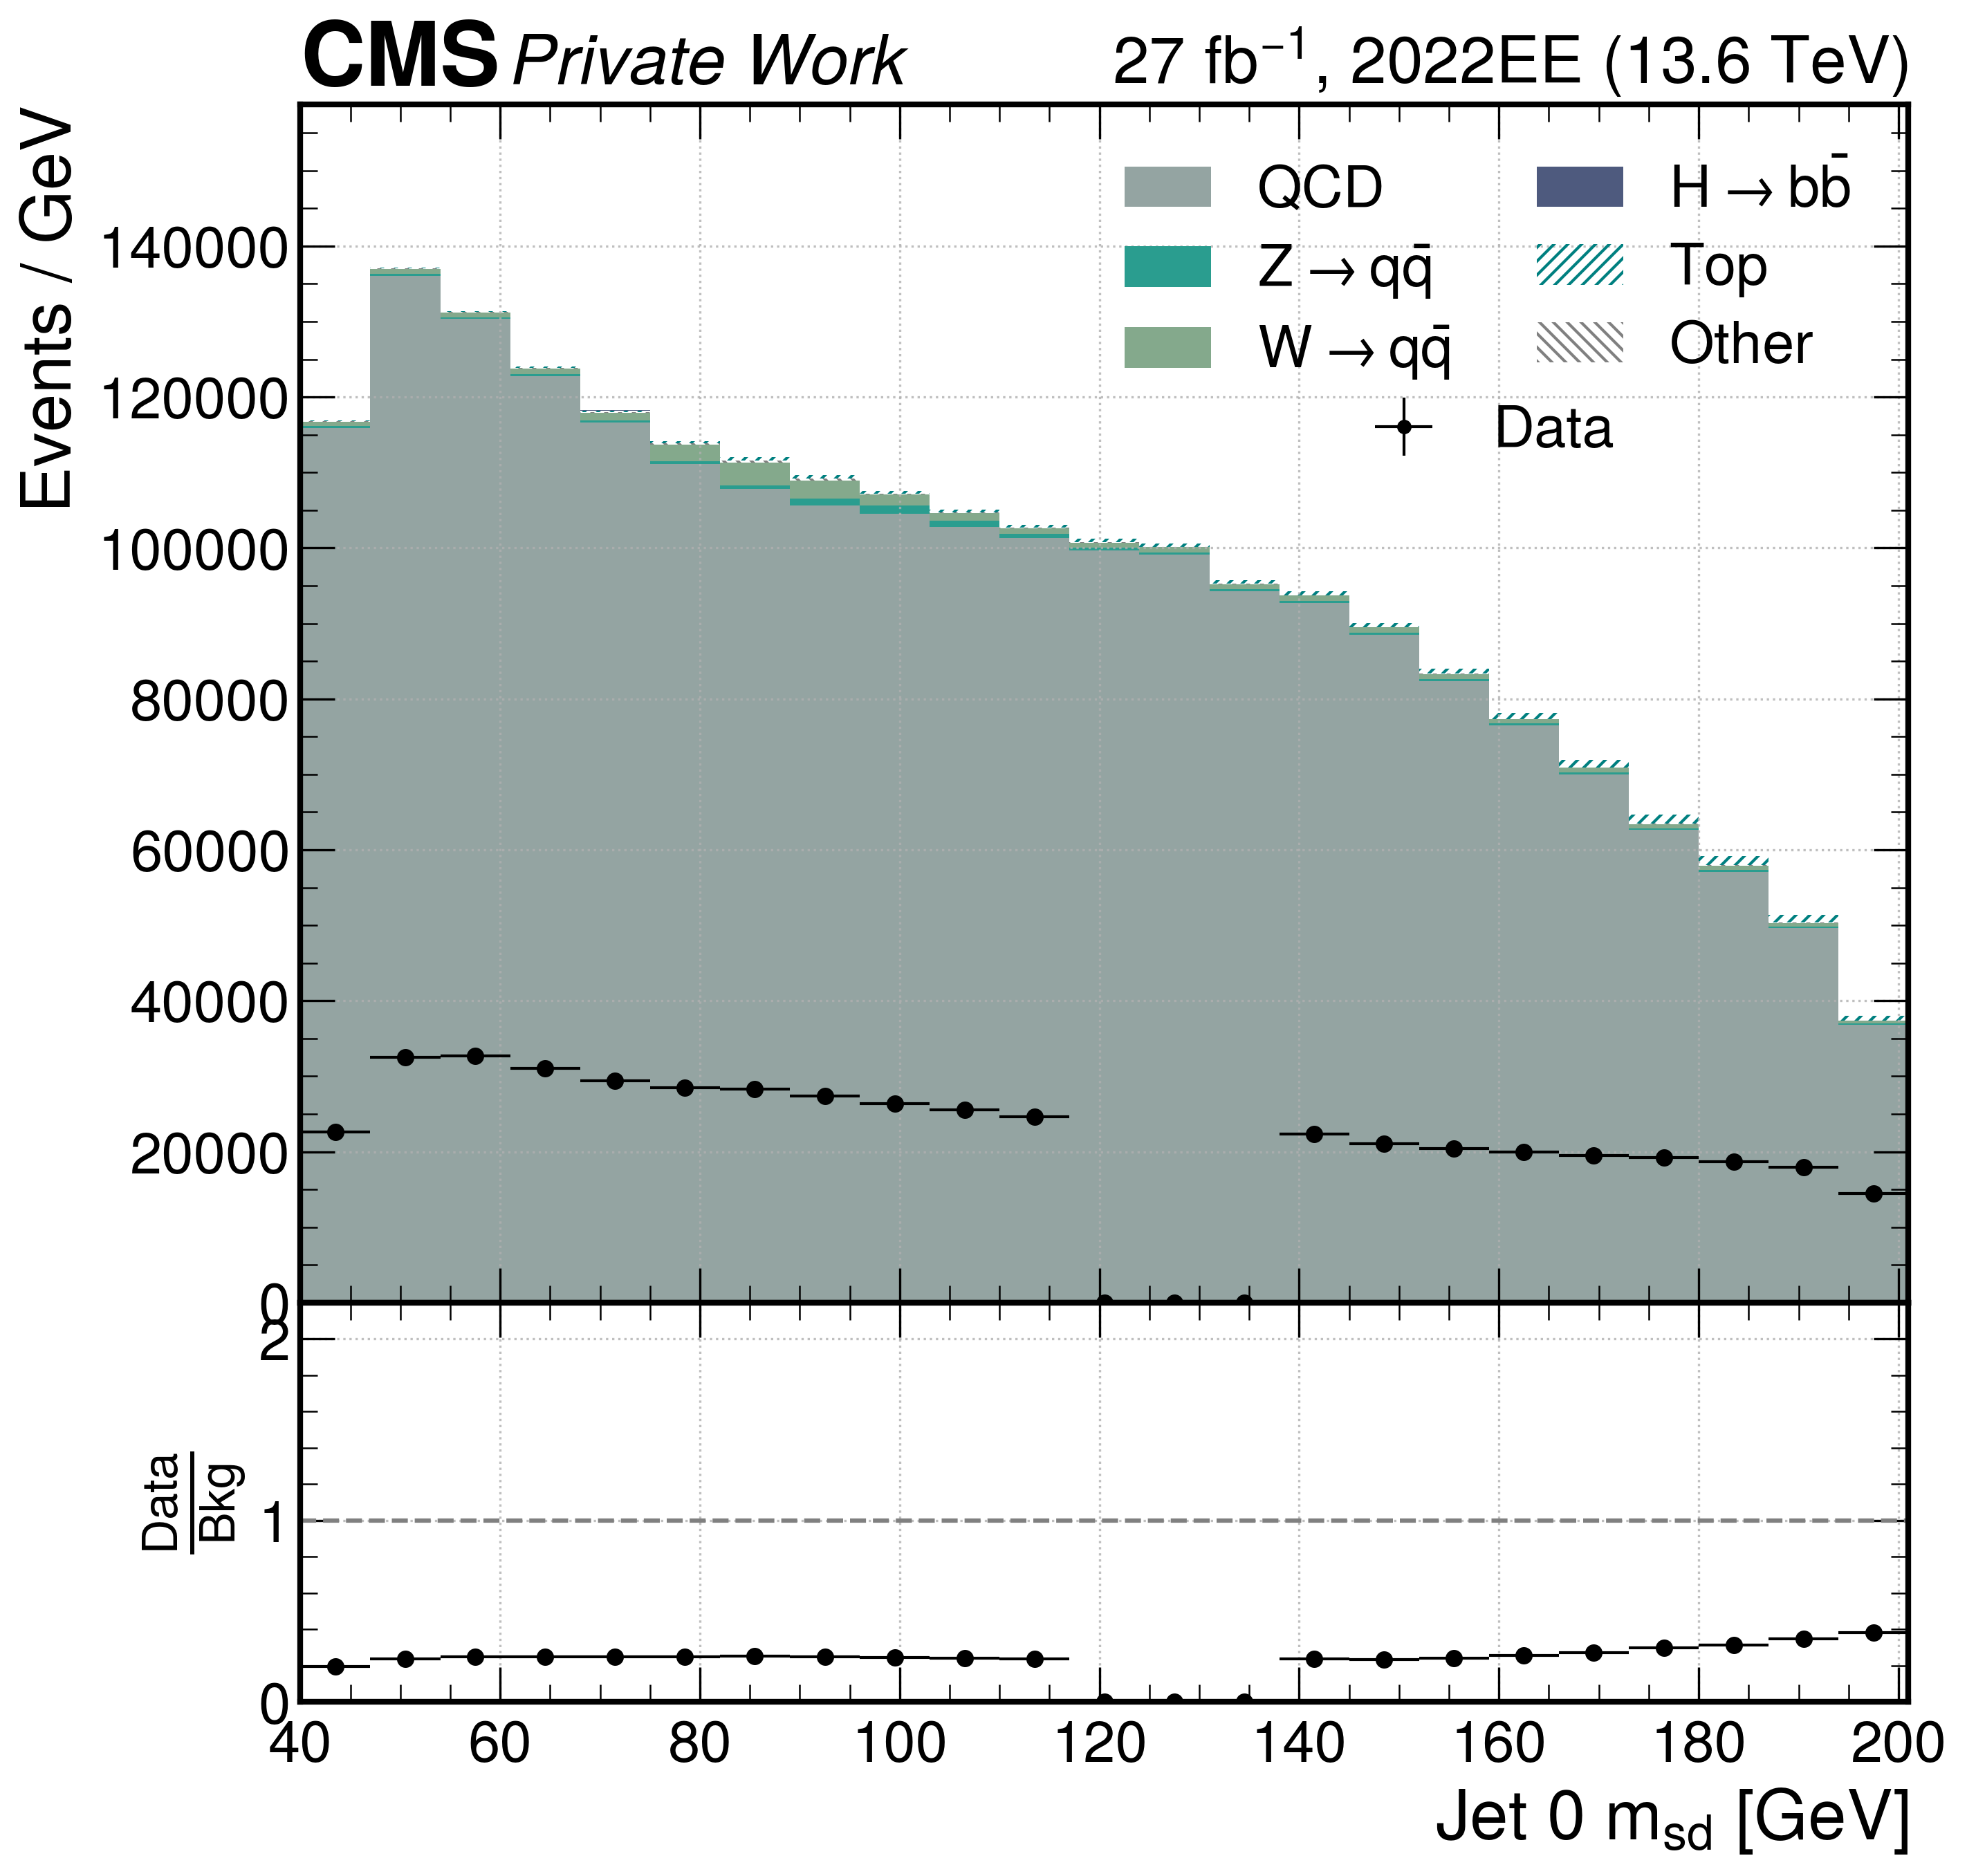 CMS Private Work 27 fb⁻¹, 2022EE (13.6 TeV)
Events / GeV
QCD
Z → qq̄
W → qq̄
H → bb̄
Top
Other
Data
140000
120000
100000
80000
60000
40000
20000
0
Data
Bkg
2
1
0
40 60 80 100 120 140 160 180 200
Jet 0 m_sd [GeV]